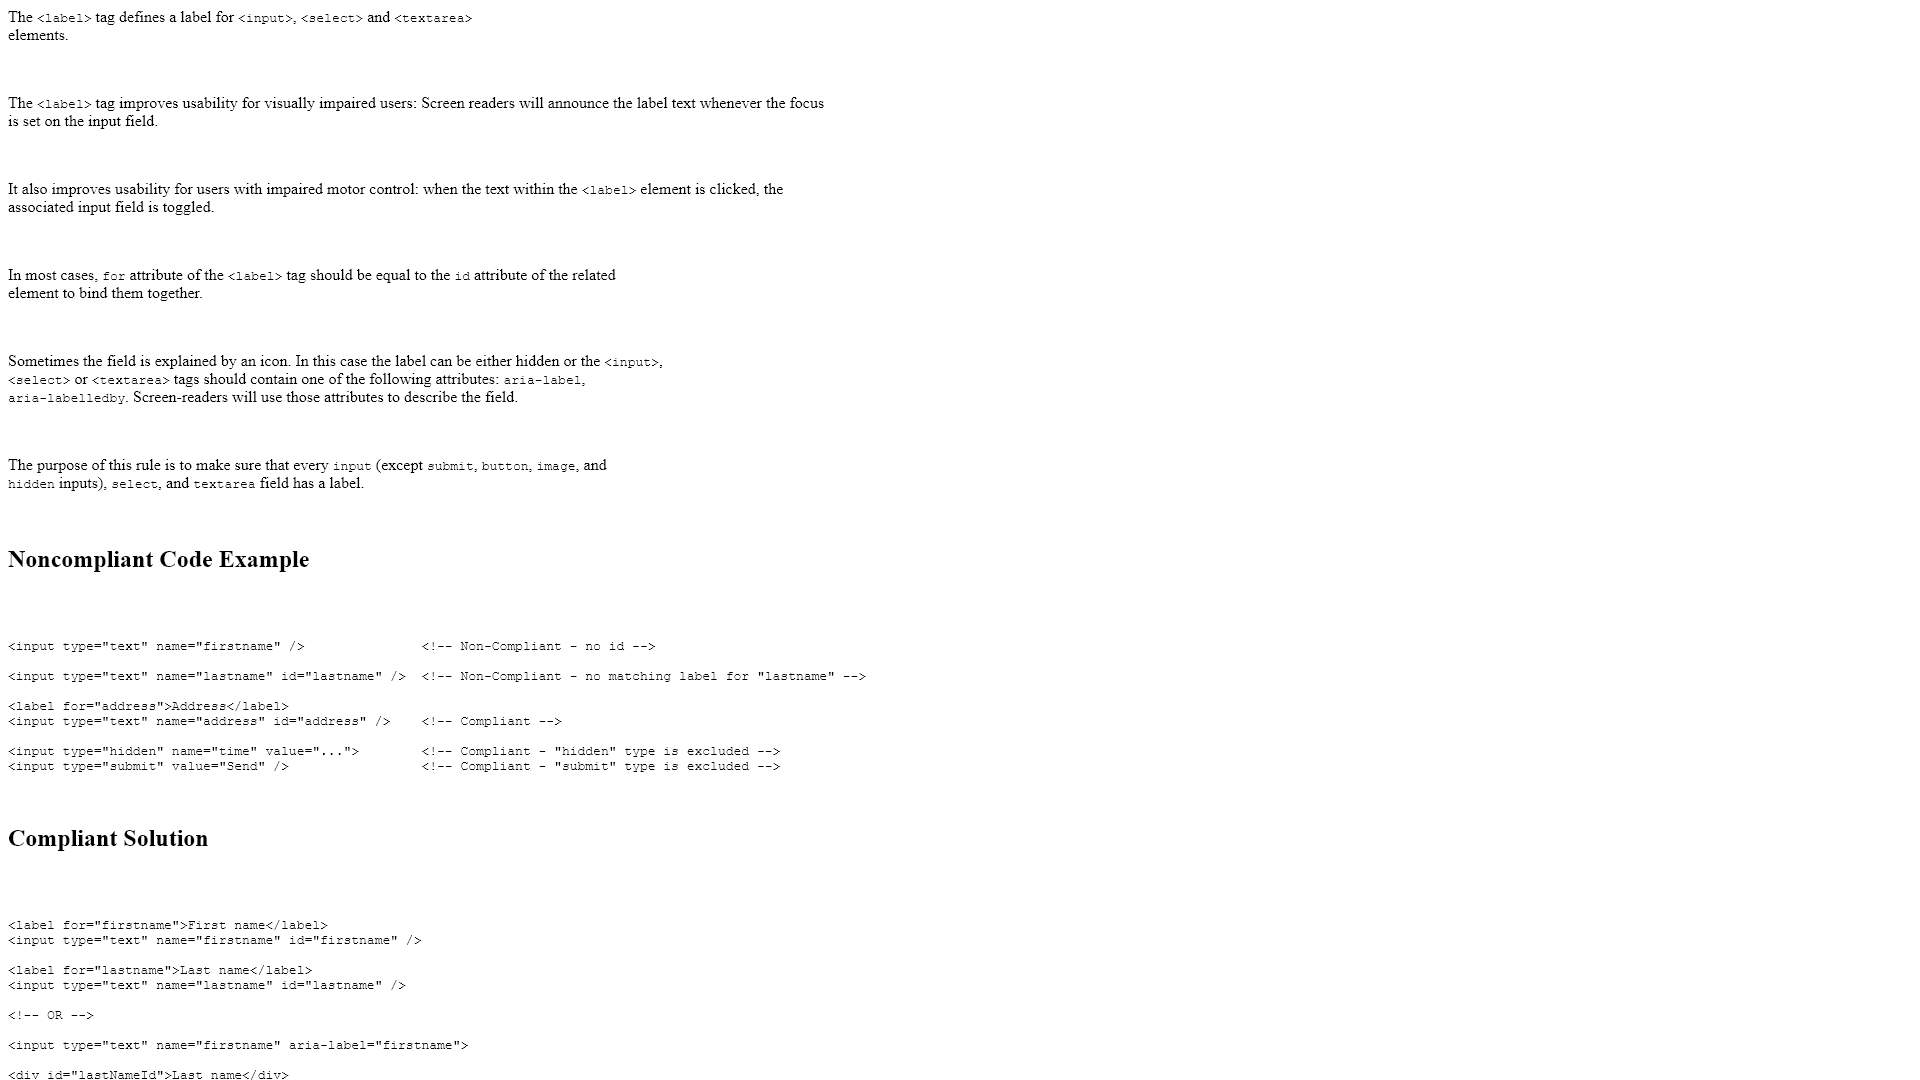 The <label> tag defines a label for <input>, <select> and <textarea>
elements.
The <label> tag improves usability for visually impaired users: Screen readers will announce the label text whenever the focus
is set on the input field.
It also improves usability for users with impaired motor control: when the text within the <label> element is clicked, the
associated input field is toggled.
In most cases, for attribute of the <label> tag should be equal to the id attribute of the related
element to bind them together.
Sometimes the field is explained by an icon. In this case the label can be either hidden or the <input>,
<select> or <textarea> tags should contain one of the following attributes: aria-label,
aria-labelledby. Screen-readers will use those attributes to describe the field.
The purpose of this rule is to make sure that every input (except submit, button, image, and
hidden inputs), select, and textarea field has a label.
Noncompliant Code Example
<input type="text" name="firstname" />               <!-- Non-Compliant - no id -->
<input type="text" name="lastname" id="lastname" />  <!-- Non-Compliant - no matching label for "lastname" -->
<label for="address">Address</label>
<input type="text" name="address" id="address" />    <!-- Compliant -->
<input type="hidden" name="time" value="...">        <!-- Compliant - "hidden" type is excluded -->
<input type="submit" value="Send" />                 <!-- Compliant - "submit" type is excluded -->
Compliant Solution
<label for="firstname">First name</label>
<input type="text" name="firstname" id="firstname" />
<label for="lastname">Last name</label>
<input type="text" name="lastname" id="lastname" />
<!-- OR -->
<input type="text" name="firstname" aria-label="firstname">
<div id="lastNameId">Last name</div>